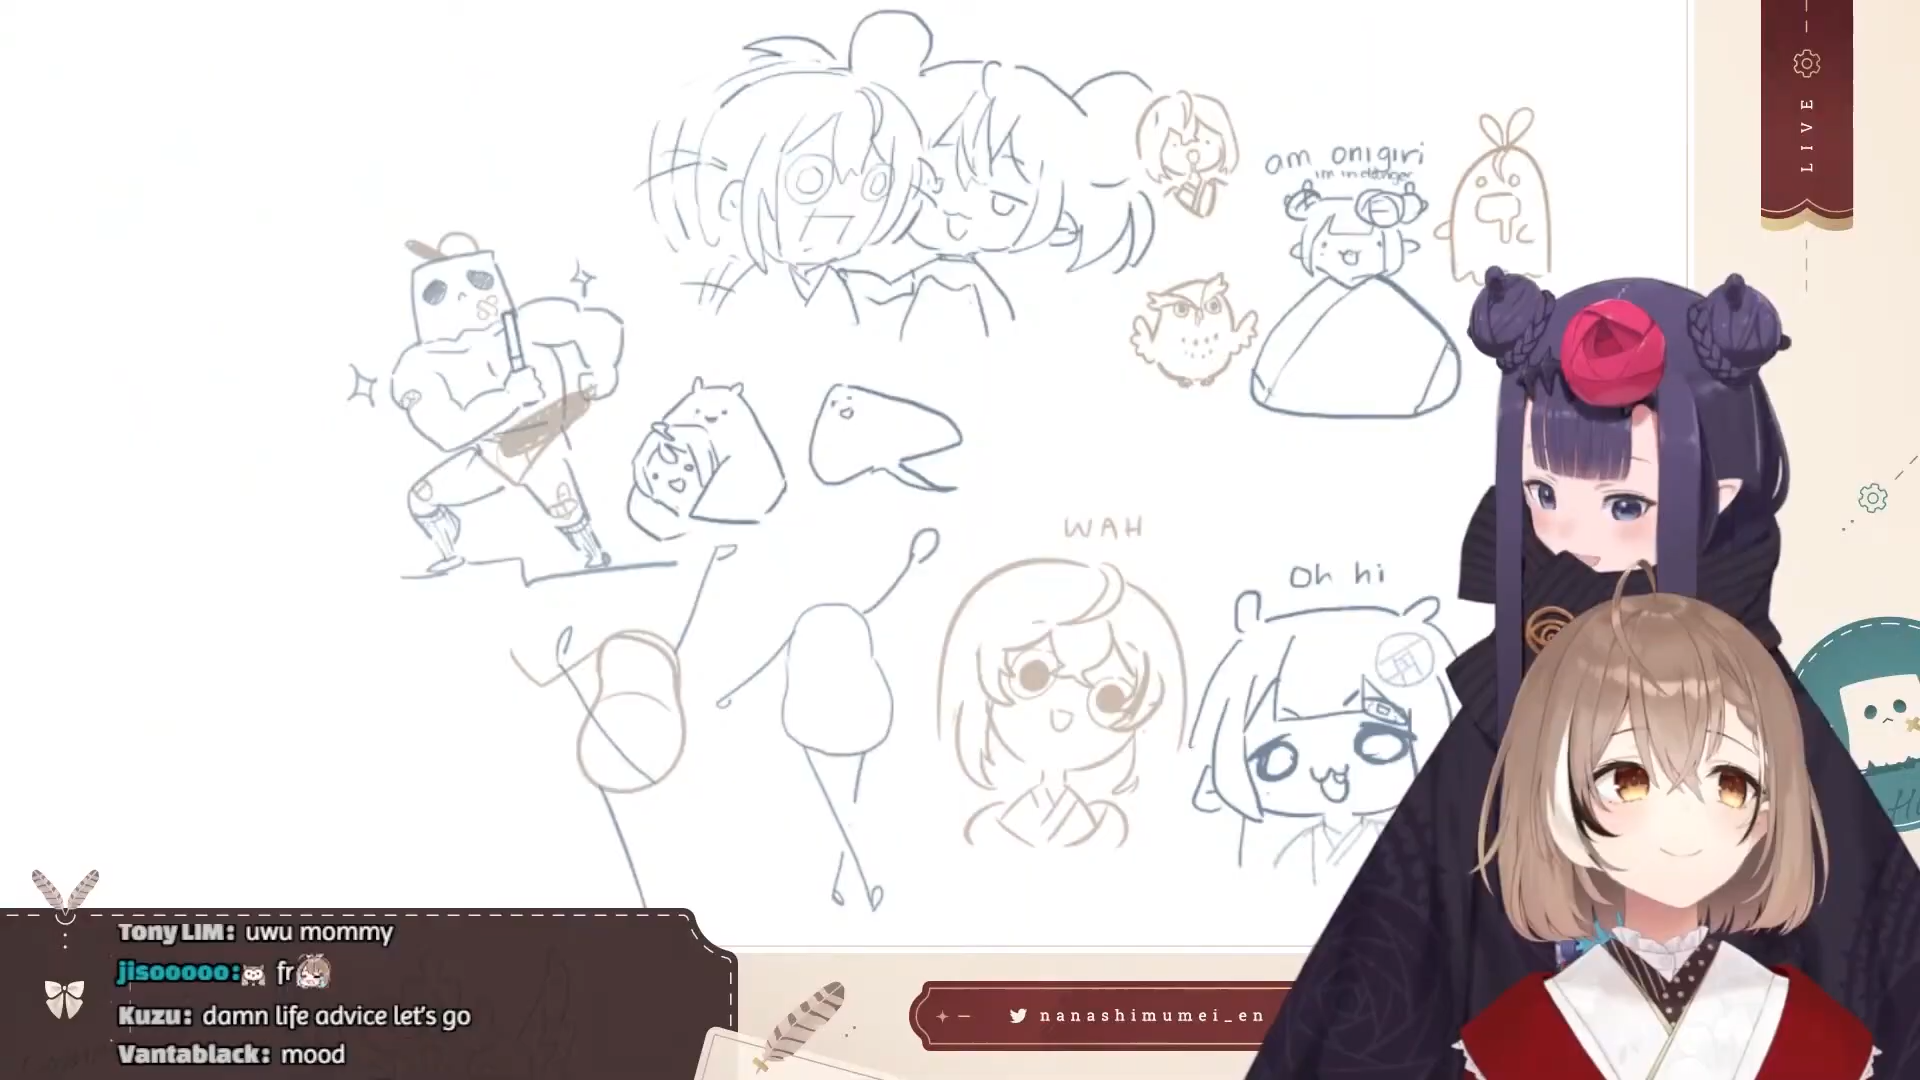 LIVE
am onigiri
im in danger
WAH
oh hi
Tony LIM: uwu mommy
jisooooo: fr
Kuzu: damn life advice let's go
Vantablack: mood
nanashimumei_en